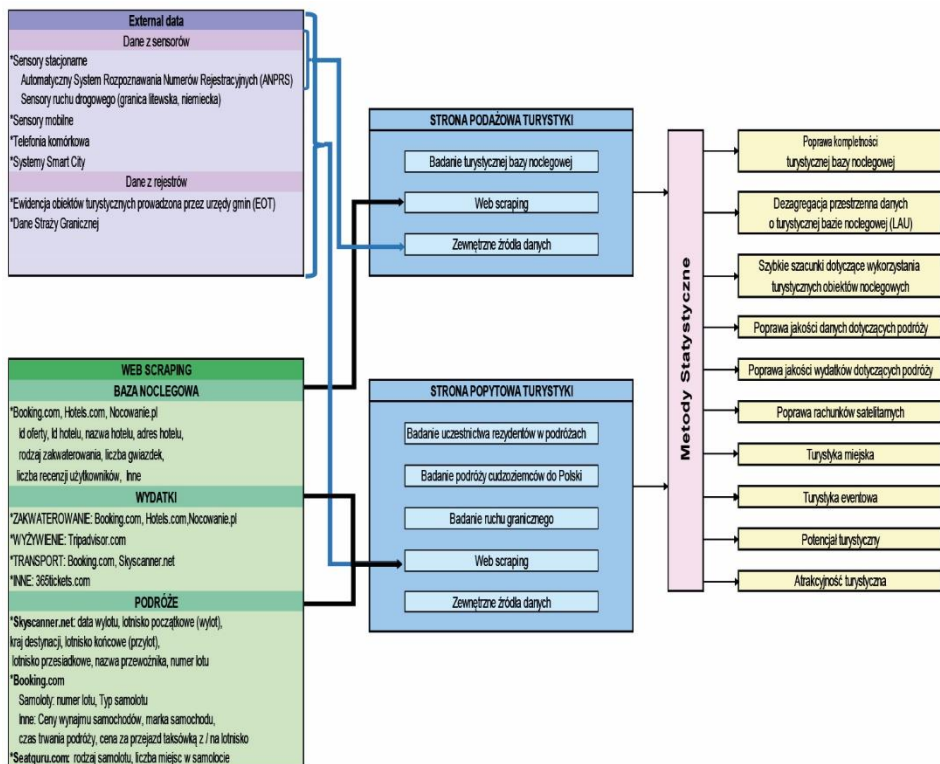 External data
Dane z sensorów
*Sensory stacjonarne
Automatyczny System Rozpoznawania Numerów Rejestracyjnych (ANPRS)
Sensory ruchu drogowego (granica litewska, niemiecka)
*Sensory mobilne
*Telefonia komórkowa
*Systemy Smart City
Dane z rejestrów
*Ewidencja obiektów turystycznych prowadzona przez urzędy gmin (EOT)
*Dane Straży Granicznej
WEB SCRAPING
BAZA NOCLEGOWA
*Booking.com, Hotels.com, Nocowanie.pl
Id oferty, Id hotelu, nazwa hotelu, adres hotelu,
rodzaj zakwaterowania, liczba gwiazdek,
liczba recenzji użytkowników, Inne
WYDATKI
*ZAKWATEROWANIE: Booking.com, Hotels.com,Nocowanie.pl
*WYŻYWIENIE: Tripadvisor.com
*TRANSPORT: Booking.com, Skyscanner.net
*INNE: 365tickets.com
PODRÓŻE
*Skyscanner.net: data wylotu, lotnisko początkowe (wylot),
kraj destynacji, lotnisko końcowe (przylot),
lotnisko przesiadkowe, nazwa przewoźnika, numer lotu
*Booking.com
Samoloty: numer lotu, Typ samolotu
Inne: Ceny wynajmu samochodów, marka samochodu,
czas trwania podróży, cena za przejazd taksówką z / na lotnisko
*Seatguru.com: rodzaj samolotu, liczba miejsc w samolocie
STRONA PODAŻOWA TURYSTYKI
Badanie turystycznej bazy noclegowej
Web scraping
Zewnętrzne źródła danych
STRONA POPYTOWA TURYSTYKI
Badanie uczestnictwa rezydentów w podróżach
Badanie podróży cudzoziemców do Polski
Badanie ruchu granicznego
Web scraping
Zewnętrzne źródła danych
Metody Statystyczne
Poprawa kompletności
turystycznej bazy noclegowej
Dezagregacja przestrzenna danych
o turystycznej bazie noclegowej (LAU)
Szybkie szacunki dotyczące wykorzystania
turystycznych obiektów noclegowych
Poprawa jakości danych dotyczących podróży
Poprawa jakości wydatków dotyczących podróży
Poprawa rachunków satelitarnych
Turystyka miejska
Turystyka eventowa
Potencjał turystyczny
Atrakcyjność turystyczna